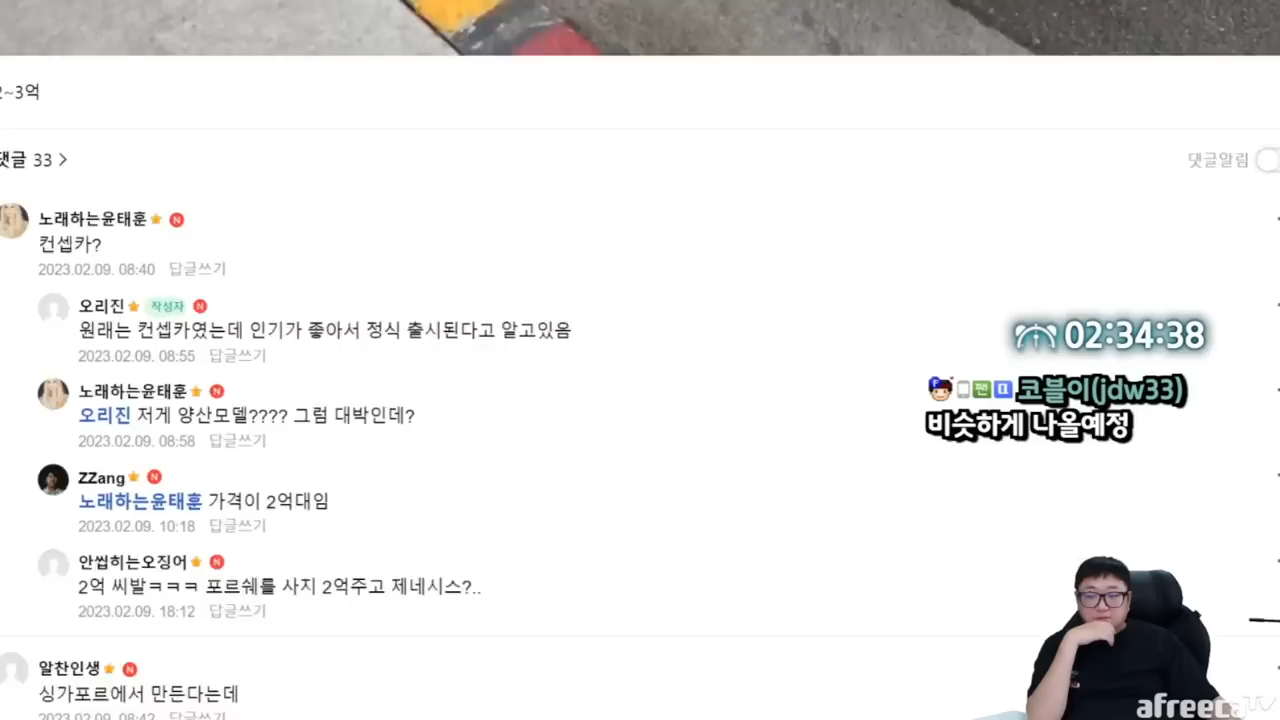 2~3억
댓글 33 >
댓글알림
노래하는윤태훈 N
컨셉카?
2023.02.09. 08:40 답글쓰기
오리진 작성자 N
원래는 컨셉카였는데 인기가 좋아서 정식 출시된다고 알고있음
2023.02.09. 08:55 답글쓰기
노래하는윤태훈 N
오리진 저게 양산모델???? 그럼 대박인데?
2023.02.09. 08:58 답글쓰기
ZZang N
노래하는윤태훈 가격이 2억대임
2023.02.09. 10:18 답글쓰기
안씹히는오징어 N
2억 씨발ㅋㅋㅋ 포르쉐를 사지 2억주고 제네시스?..
2023.02.09. 18:12 답글쓰기
알찬인생 N
싱가포르에서 만든다는데
2023.02.09. 08:42 답글쓰기
02:34:38
F 팬 코블이(jdw33)
비슷하게 나올예정
afreecaTV